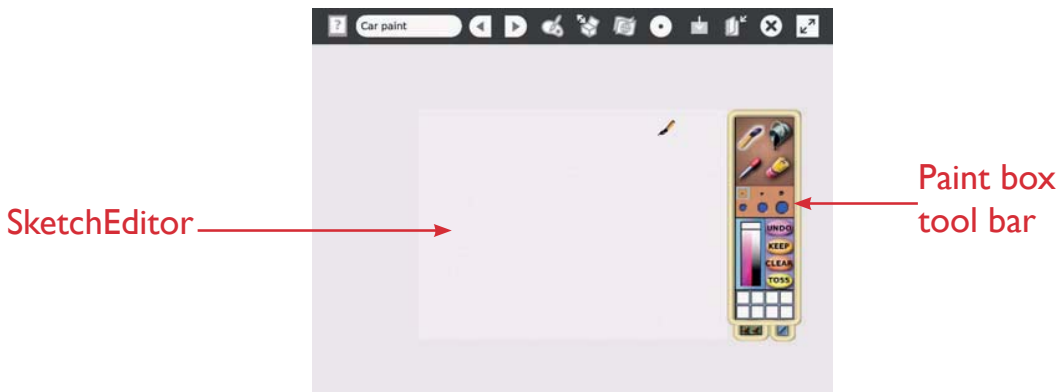 ?
Car paint
SketchEditor
Paint box
tool bar
UNDO
KEEP
CLEAR
TOSS